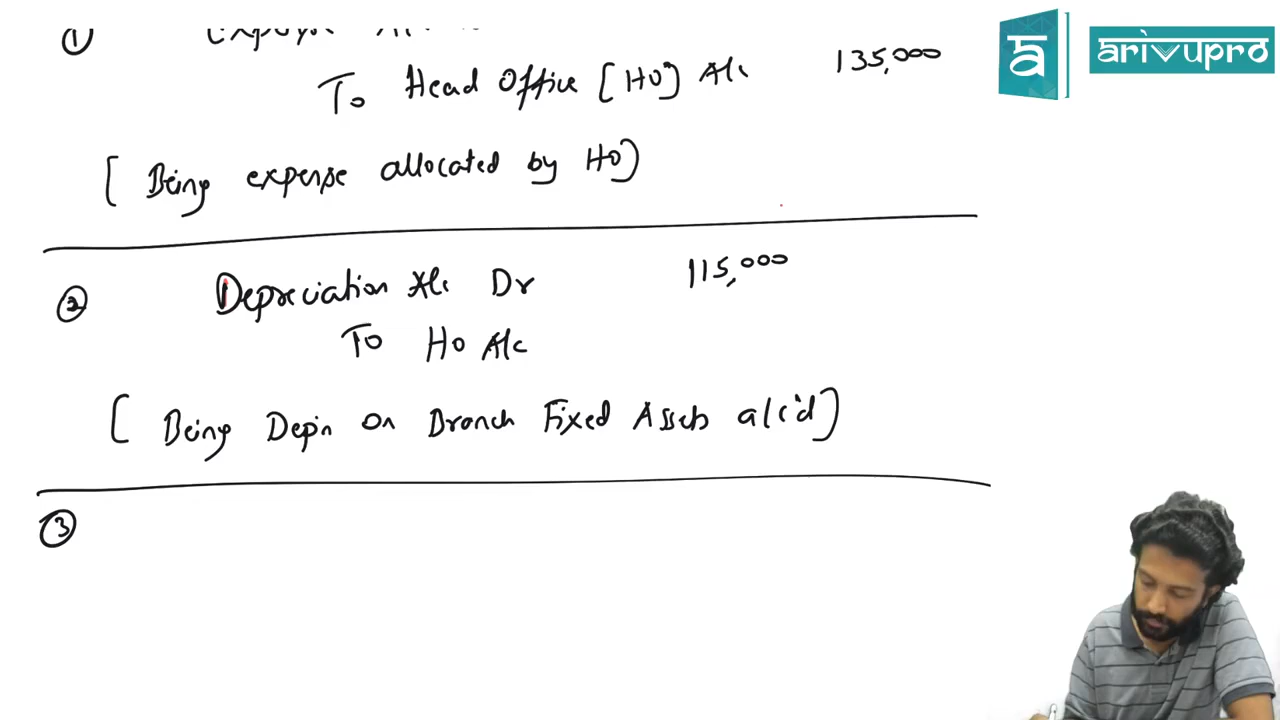 ① Expense A/c
To Head Office [HO] A/c 135,000
[ Being expense allocated by HO]
② Depreciation A/c Dr 115,000
To Ho A/c
[ Being Depn on Branch Fixed Assets a/c'd]
③
a
arivupro